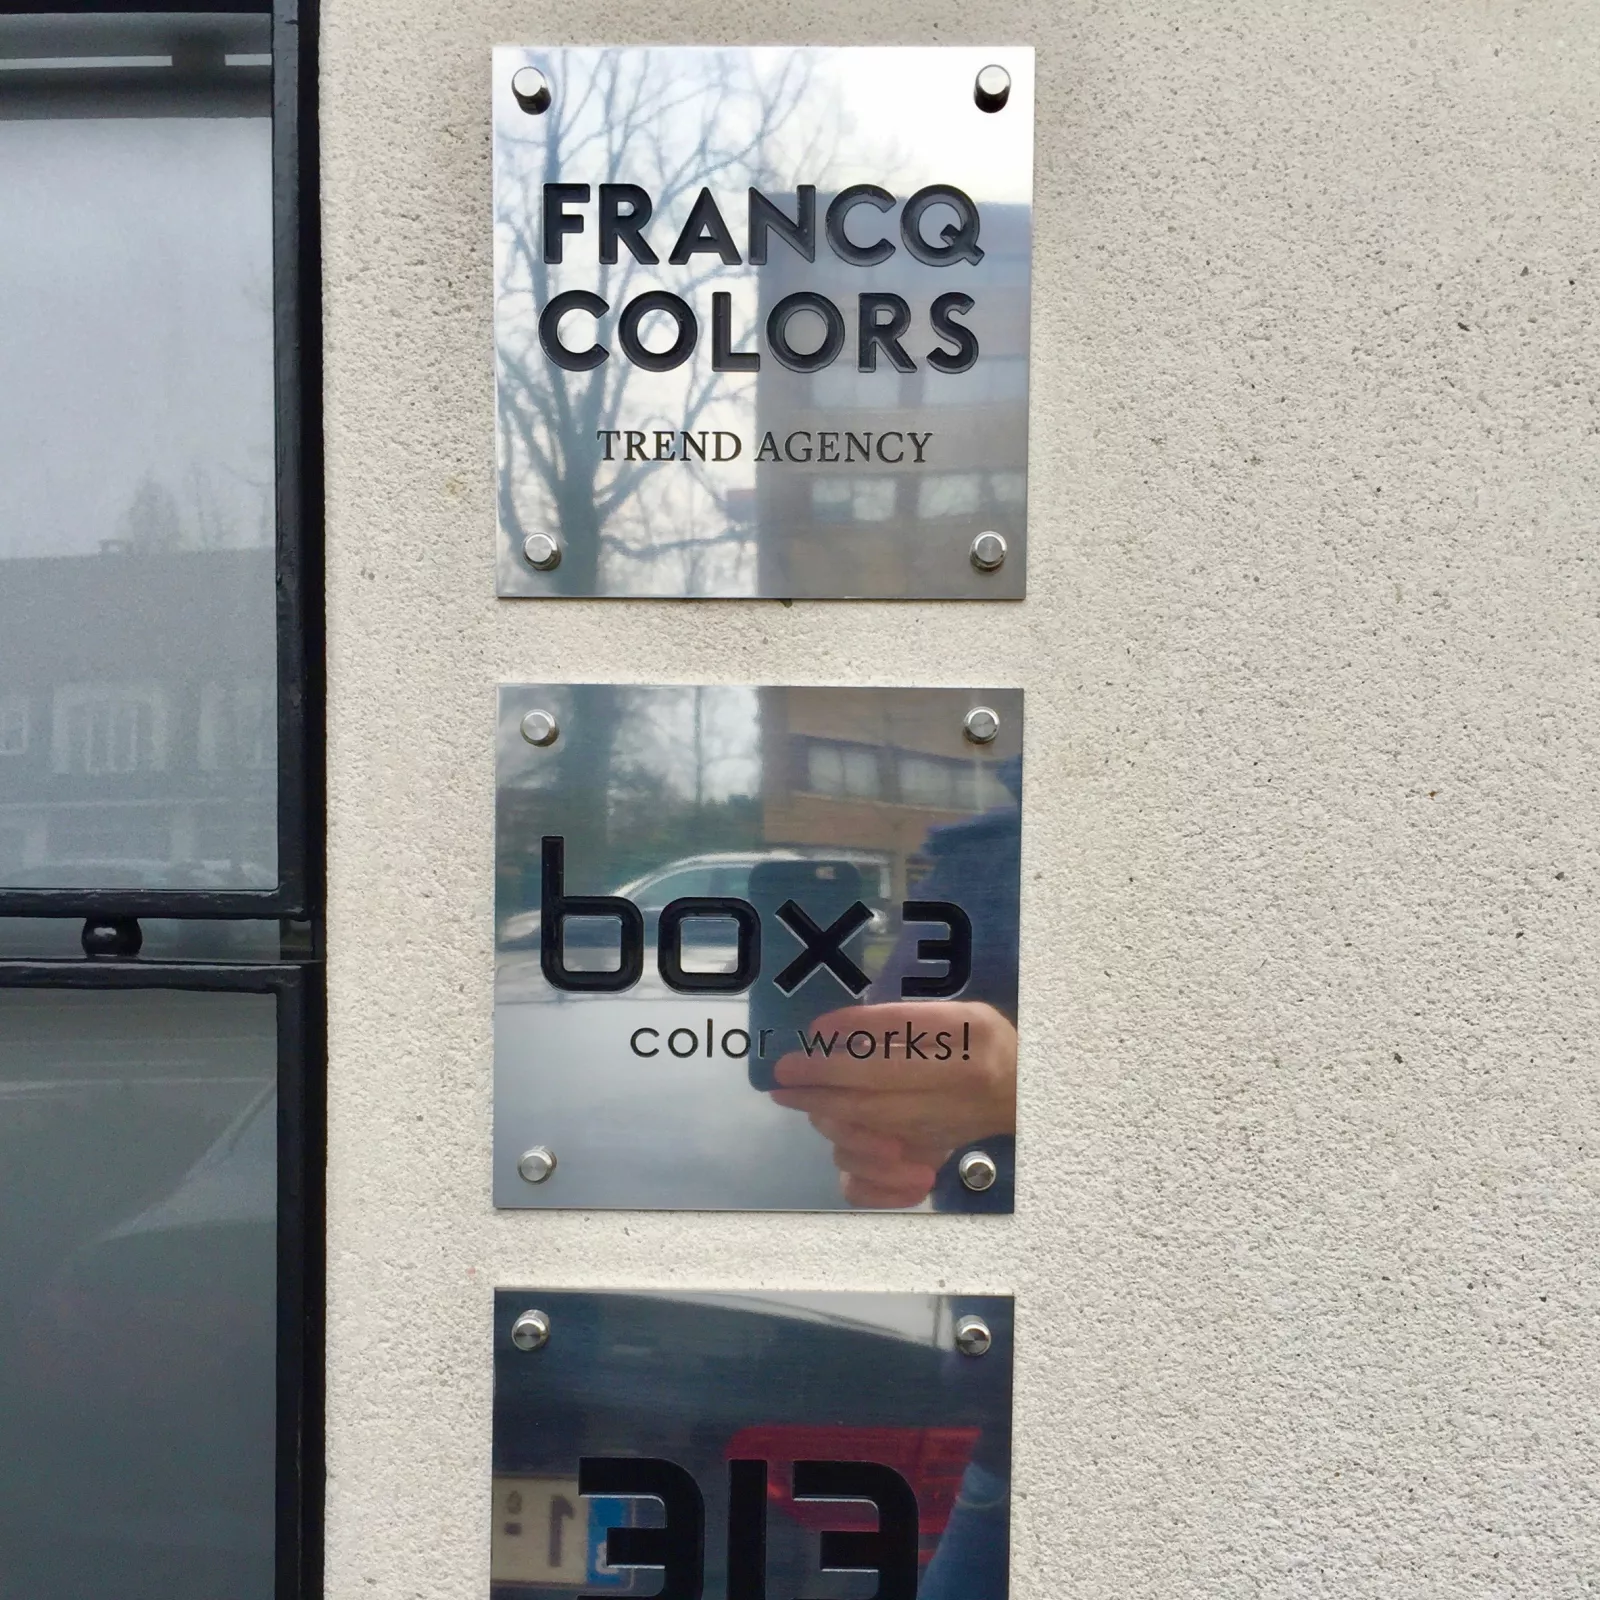 FRANCQ
COLORS
TREND AGENCY
box3
color works!
313